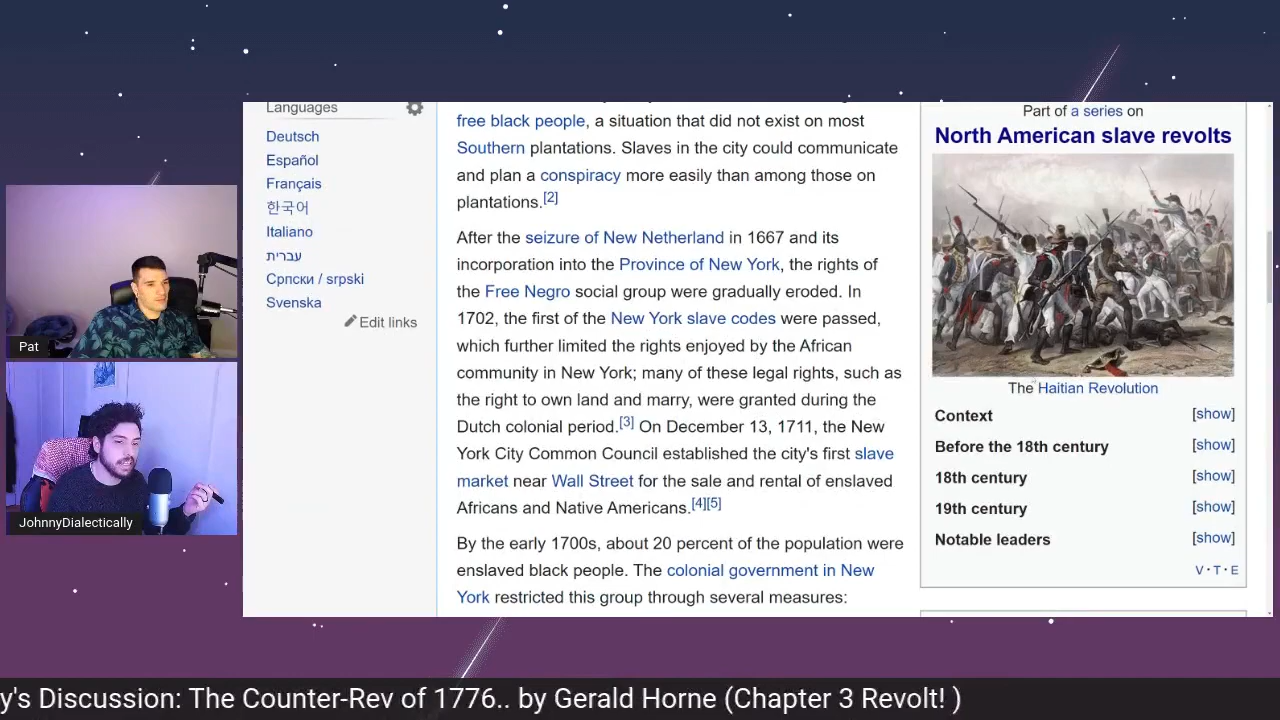 Languages
Deutsch
Español
Français
한국어
Italiano
עברית
Српски / srpski
Svenska
Edit links
free black people, a situation that did not exist on most
Southern plantations. Slaves in the city could communicate
and plan a conspiracy more easily than among those on
plantations.[2]
After the seizure of New Netherland in 1667 and its
incorporation into the Province of New York, the rights of
the Free Negro social group were gradually eroded. In
1702, the first of the New York slave codes were passed,
which further limited the rights enjoyed by the African
community in New York; many of these legal rights, such as
the right to own land and marry, were granted during the
Dutch colonial period.[3] On December 13, 1711, the New
York City Common Council established the city's first slave
market near Wall Street for the sale and rental of enslaved
Africans and Native Americans.[4][5]
By the early 1700s, about 20 percent of the population were
enslaved black people. The colonial government in New
York restricted this group through several measures:
Part of a series on
North American slave revolts
The Haitian Revolution
Context [show]
Before the 18th century [show]
18th century [show]
19th century [show]
Notable leaders [show]
V · T · E
Pat
JohnnyDialectically
y's Discussion: The Counter-Rev of 1776.. by Gerald Horne (Chapter 3 Revolt! )